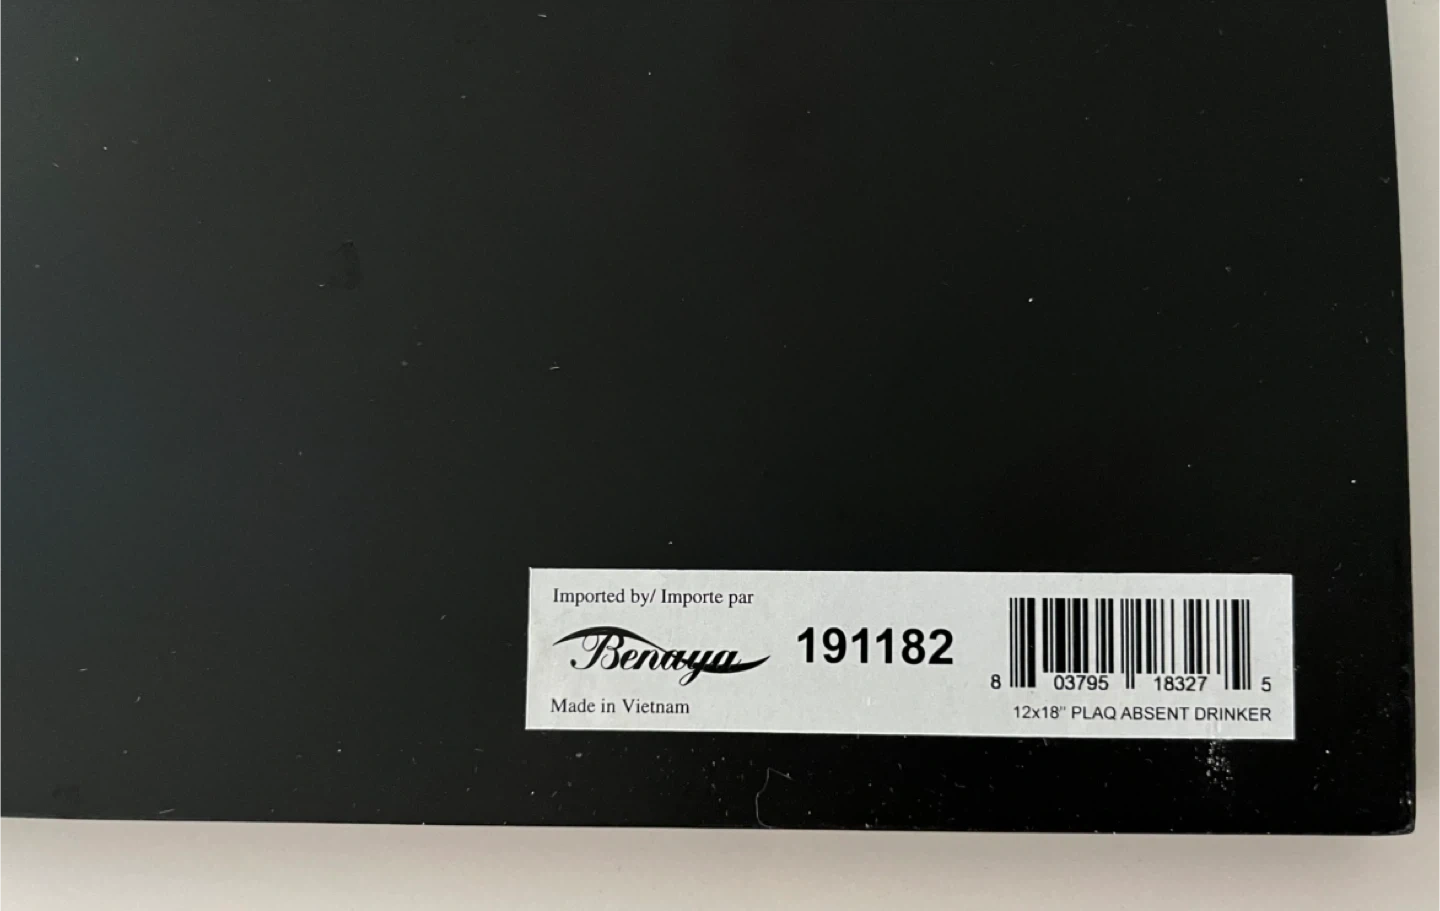 Imported by/ Importe par
Benaya
191182
Made in Vietnam
8 03795 18327 5
12x18" PLAQ ABSENT DRINKER